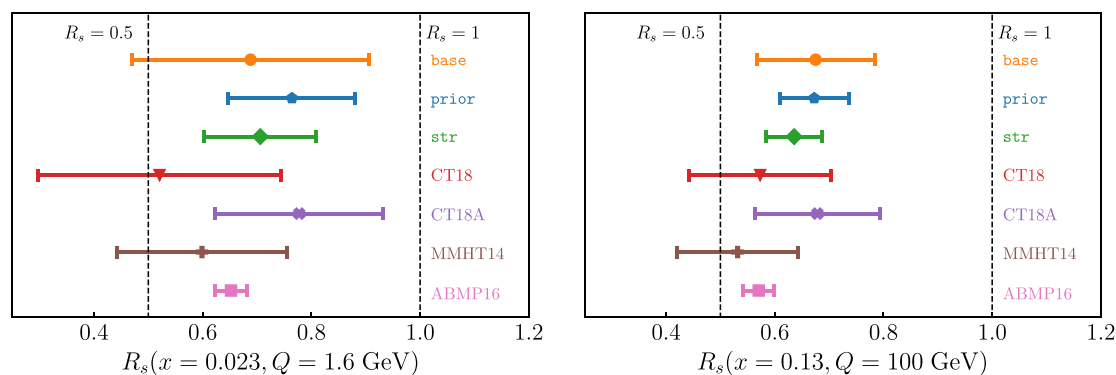 R_s = 0.5
R_s = 1
base
prior
str
CT18
CT18A
MMHT14
ABMP16
0.4 0.6 0.8 1.0 1.2
R_s(x = 0.023, Q = 1.6 GeV)
R_s = 0.5
R_s = 1
base
prior
str
CT18
CT18A
MMHT14
ABMP16
0.4 0.6 0.8 1.0 1.2
R_s(x = 0.13, Q = 100 GeV)